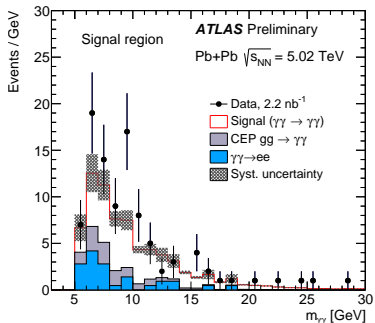 Events / GeV
30
25
20
15
10
5
0
Signal region
ATLAS Preliminary
Pb+Pb √s_NN = 5.02 TeV
Data, 2.2 nb⁻¹
Signal (γγ → γγ)
CEP gg → γγ
γγ→ee
Syst. uncertainty
5 10 15 20 25 30
m_γγ [GeV]